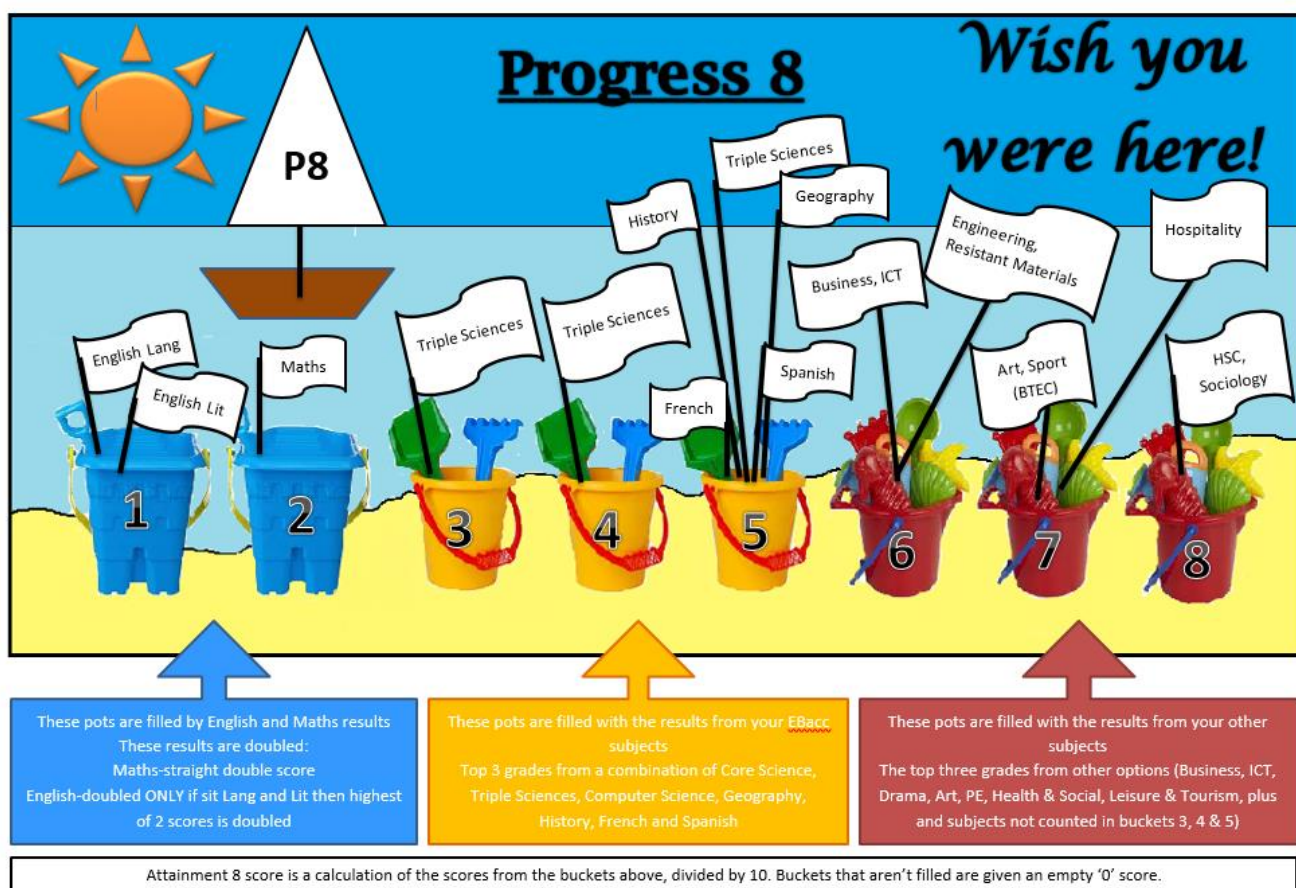 Progress 8
Wish you
were here!
P8
English Lang
English Lit
Maths
Triple Sciences
Triple Sciences
History
Triple Sciences
Geography
French
Spanish
Business, ICT
Engineering,
Resistant Materials
Art, Sport
(BTEC)
Hospitality
HSC,
Sociology
1
2
3
4
5
6
7
8
These pots are filled by English and Maths results
These results are doubled:
Maths-straight double score
English-doubled ONLY if sit Lang and Lit then highest
of 2 scores is doubled
These pots are filled with the results from your EBacc
subjects
Top 3 grades from a combination of Core Science,
Triple Sciences, Computer Science, Geography,
History, French and Spanish
These pots are filled with the results from your other
subjects
The top three grades from other options (Business, ICT,
Drama, Art, PE, Health & Social, Leisure & Tourism, plus
and subjects not counted in buckets 3, 4 & 5)
Attainment 8 score is a calculation of the scores from the buckets above, divided by 10. Buckets that aren't filled are given an empty '0' score.